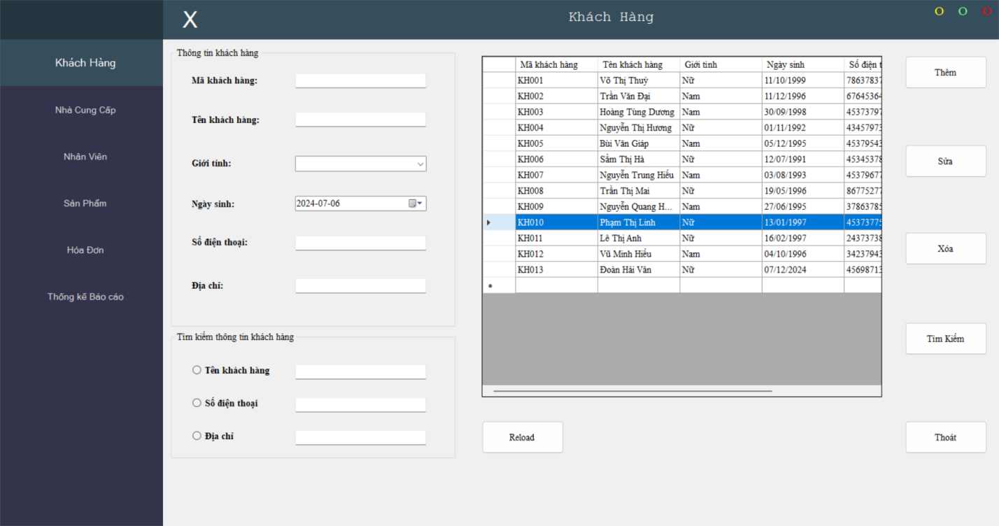 X
Khách Hàng
O O O
Khách Hàng
Nhà Cung Cấp
Nhân Viên
Sản Phẩm
Hóa Đơn
Thống kê Báo cáo
Thông tin khách hàng
Mã khách hàng:
Tên khách hàng:
Giới tính:
Ngày sinh:
2024-07-06
Số điện thoại:
Địa chỉ:
Tìm kiếm thông tin khách hàng
Tên khách hàng
Số điện thoại
Địa chỉ
Mã khách hàng Tên khách hàng Giới tính Ngày sinh Số điện t
KH001 Võ Thị Thuỳ Nữ 11/10/1999 78637837
KH002 Trần Văn Đại Nam 11/12/1996 67645364
KH003 Hoàng Tùng Dương Nam 30/09/1998 45373797
KH004 Nguyễn Thị Hương Nữ 01/11/1992 43457973
KH005 Bùi Văn Giáp Nam 05/12/1995 45379543
KH006 Sầm Thị Hà Nữ 12/07/1991 45345378
KH007 Nguyễn Trung Hiếu Nam 03/08/1993 45379677
KH008 Trần Thị Mai Nữ 19/05/1996 86775277
KH009 Nguyễn Quang H... Nam 27/06/1995 37863785
KH010 Phạm Thị Linh Nữ 13/01/1997 45373775
KH011 Lê Thị Anh Nữ 16/02/1997 24373738
KH012 Vũ Minh Hiếu Nam 04/10/1996 34237943
KH013 Đoàn Hải Vân Nữ 07/12/2024 45698713
Reload
Thêm
Sửa
Xóa
Tìm Kiếm
Thoát